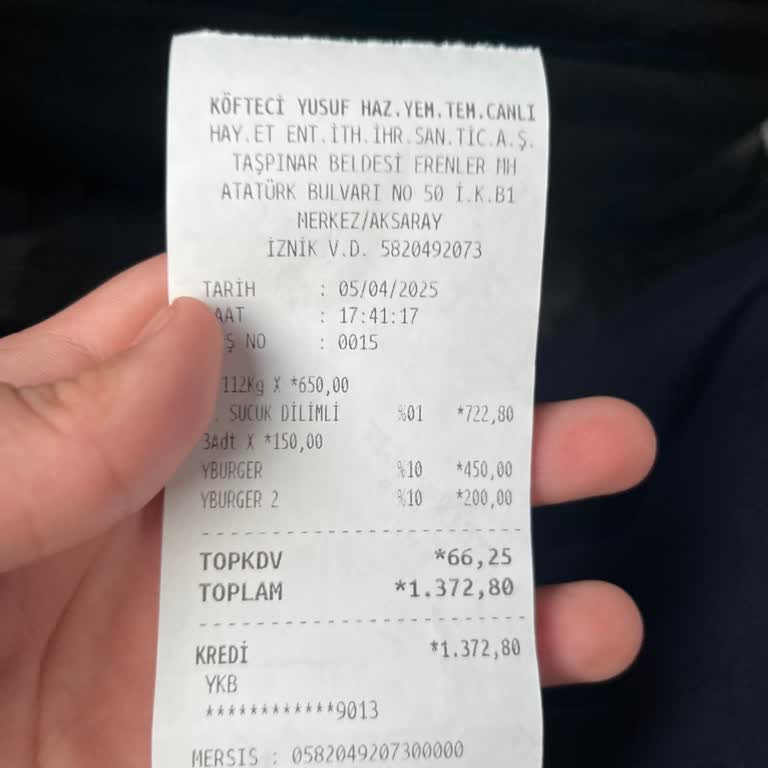 KÖFTECİ YUSUF HAZ.YEM.TEM.CANLI
HAY.ET ENT.İTH.İHR.SAN.TİC.A.Ş.
TAŞPINAR BELDESİ ERENLER MH
ATATÜRK BULVARI NO 50 İ.K.B1
MERKEZ/AKSARAY
İZNİK V.D. 5820492073
TARİH : 05/04/2025
AAT : 17:41:17
Ş NO : 0015
112Kg X *650,00
. SUCUK DİLİMLİ %01 *722,80
3Adt X *150,00
YBURGER %10 *450,00
YBURGER 2 %10 *200,00
TOPKDV *66,25
TOPLAM *1.372,80
KREDİ *1.372,80
YKB
************9013
MERSIS : 0582049207300000